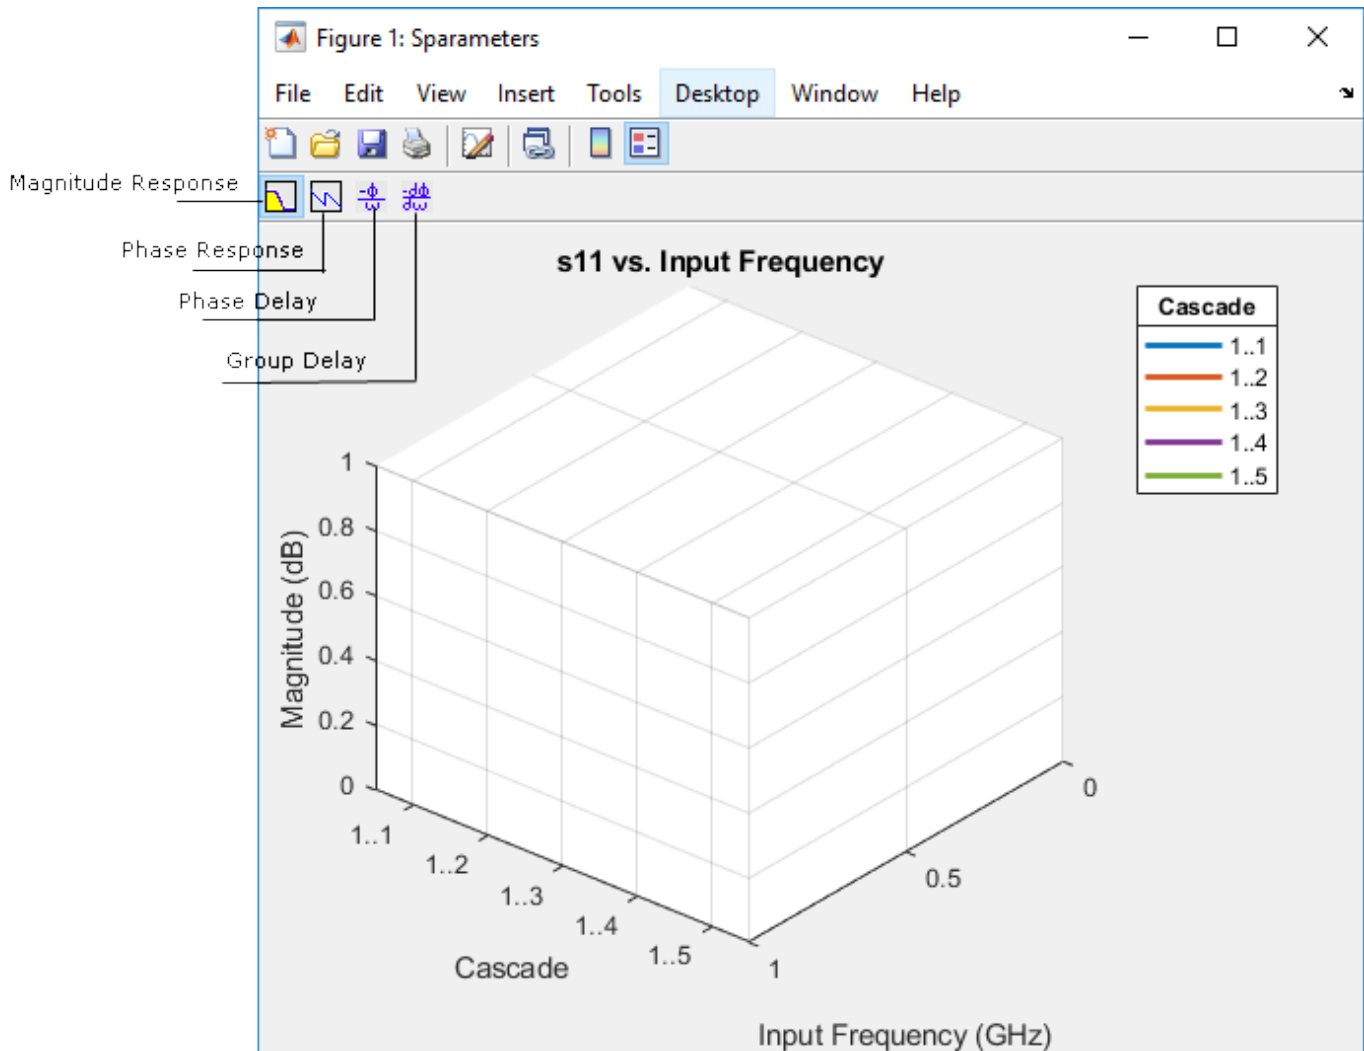 Figure 1: Sparameters
File Edit View Insert Tools Desktop Window Help
Magnitude Response
-ϕ
ω
-dϕ
dω
Phase Response
Phase Delay
Group Delay
s11 vs. Input Frequency
Cascade
1..1
1..2
1..3
1..4
1..5
Magnitude (dB)
1
0.8
0.6
0.4
0.2
0
1..1
1..2
1..3
1..4
1..5
Cascade
0
0.5
1
Input Frequency (GHz)